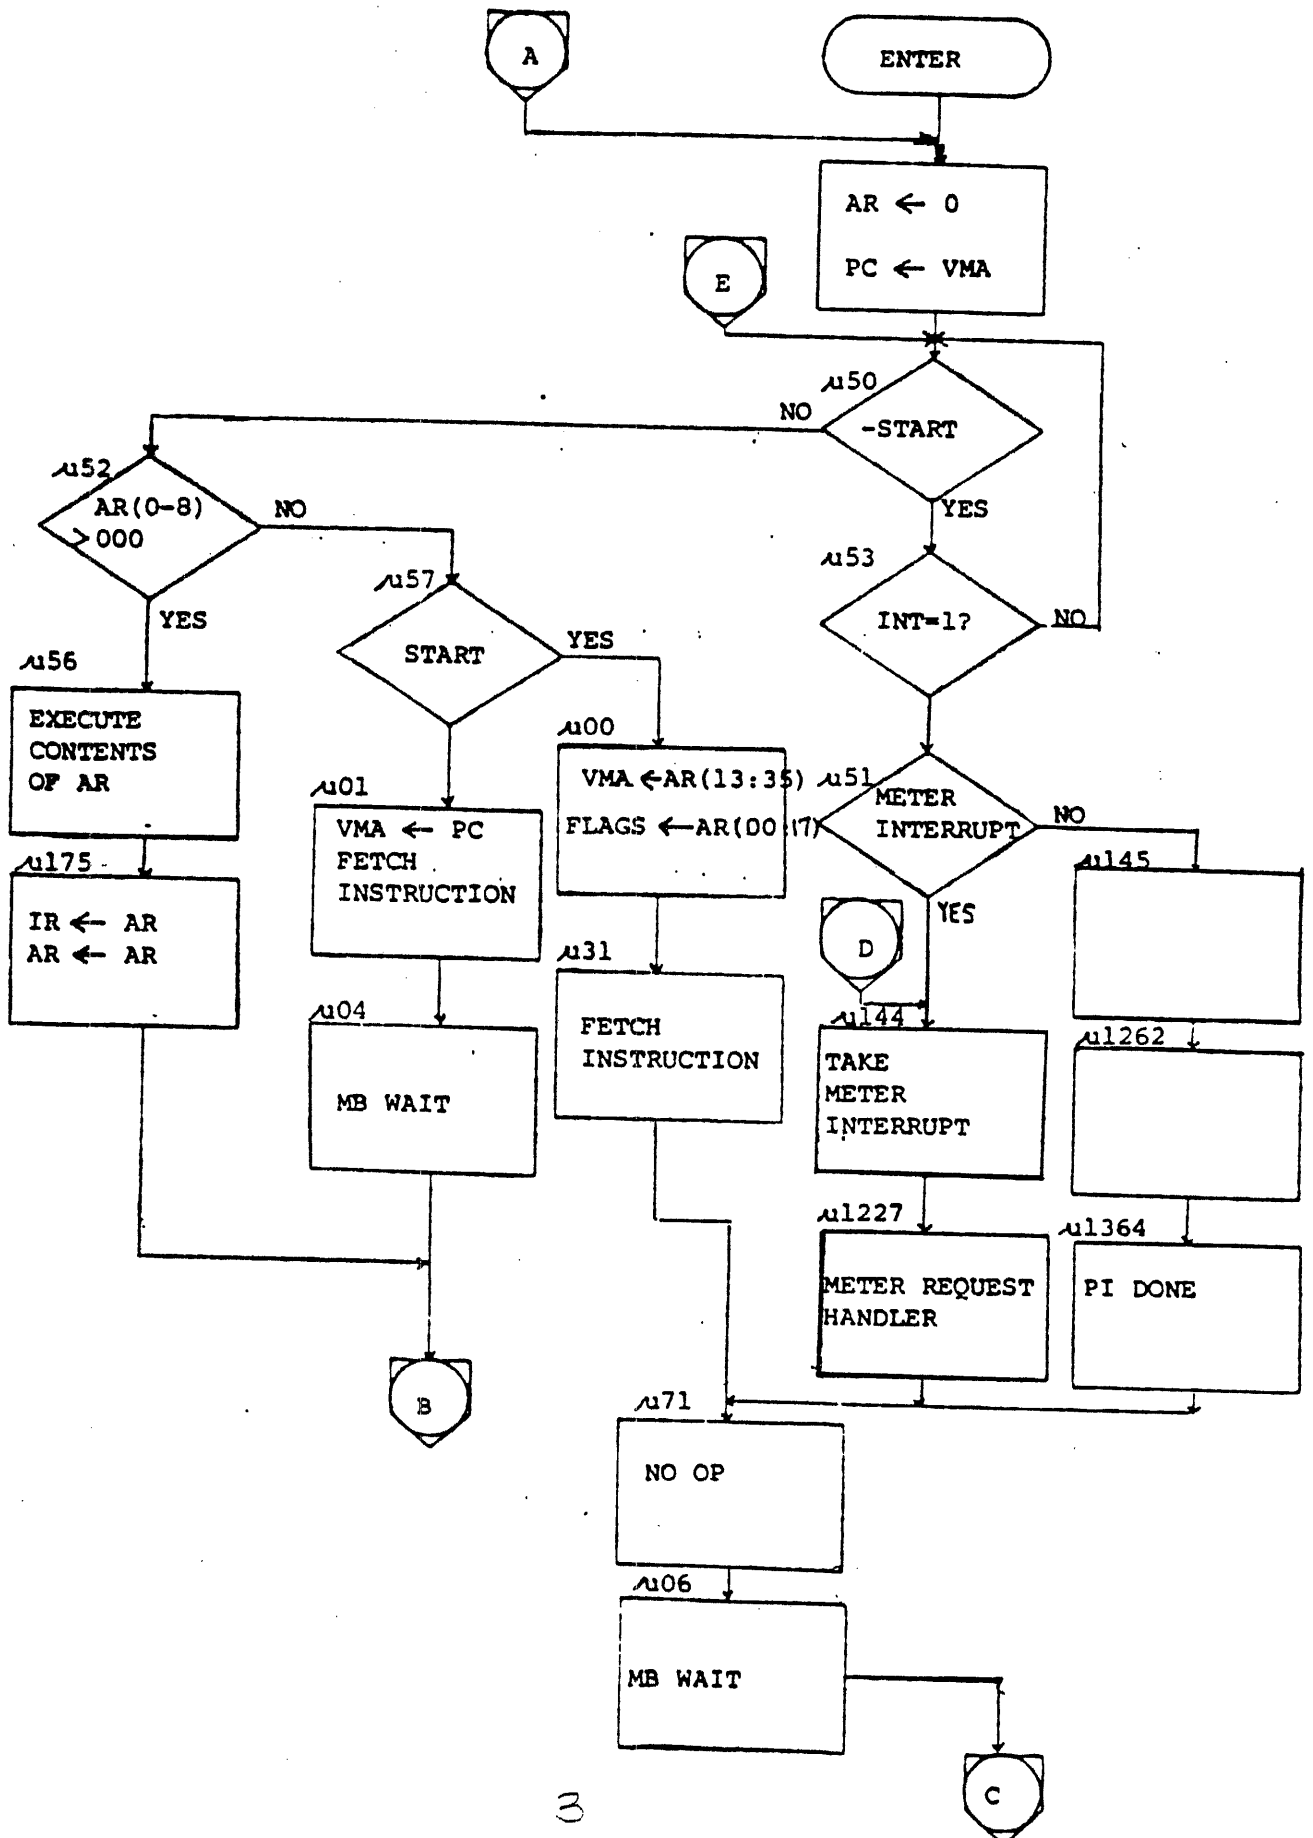 A
ENTER
AR ← 0
PC ← VMA
E
μ50
-START
NO
YES
μ52
AR(0-8)
>000
NO
YES
μ53
INT=1?
NO
μ57
START
YES
μ56
EXECUTE
CONTENTS
OF AR
μ00
VMA ←AR(13:35)
FLAGS ←AR(00:17)
μ51
METER
INTERRUPT
NO
YES
μ01
VMA ← PC
FETCH
INSTRUCTION
μ175
IR ← AR
AR ← AR
μ145
D
μ31
FETCH
INSTRUCTION
μ04
MB WAIT
μ144
TAKE
METER
INTERRUPT
μ1262
μ1227
METER REQUEST
HANDLER
μ1364
PI DONE
B
μ71
NO OP
μ06
MB WAIT
C
3